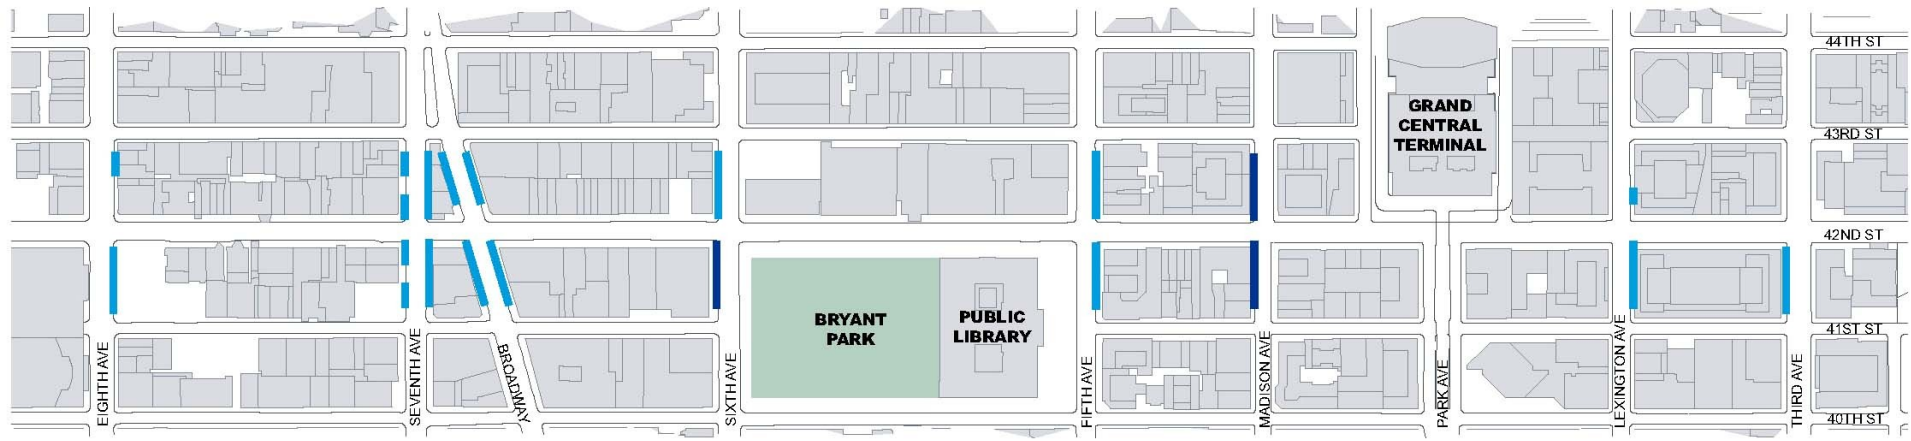 44TH ST
GRAND
CENTRAL
TERMINAL
43RD ST
42ND ST
BRYANT
PARK
PUBLIC
LIBRARY
41ST ST
EIGHTH AVE
SEVENTH AVE
BROADWAY
SIXTH AVE
FIFTH AVE
MADISON AVE
PARK AVE
LEXINGTON AVE
THIRD AVE
40TH ST